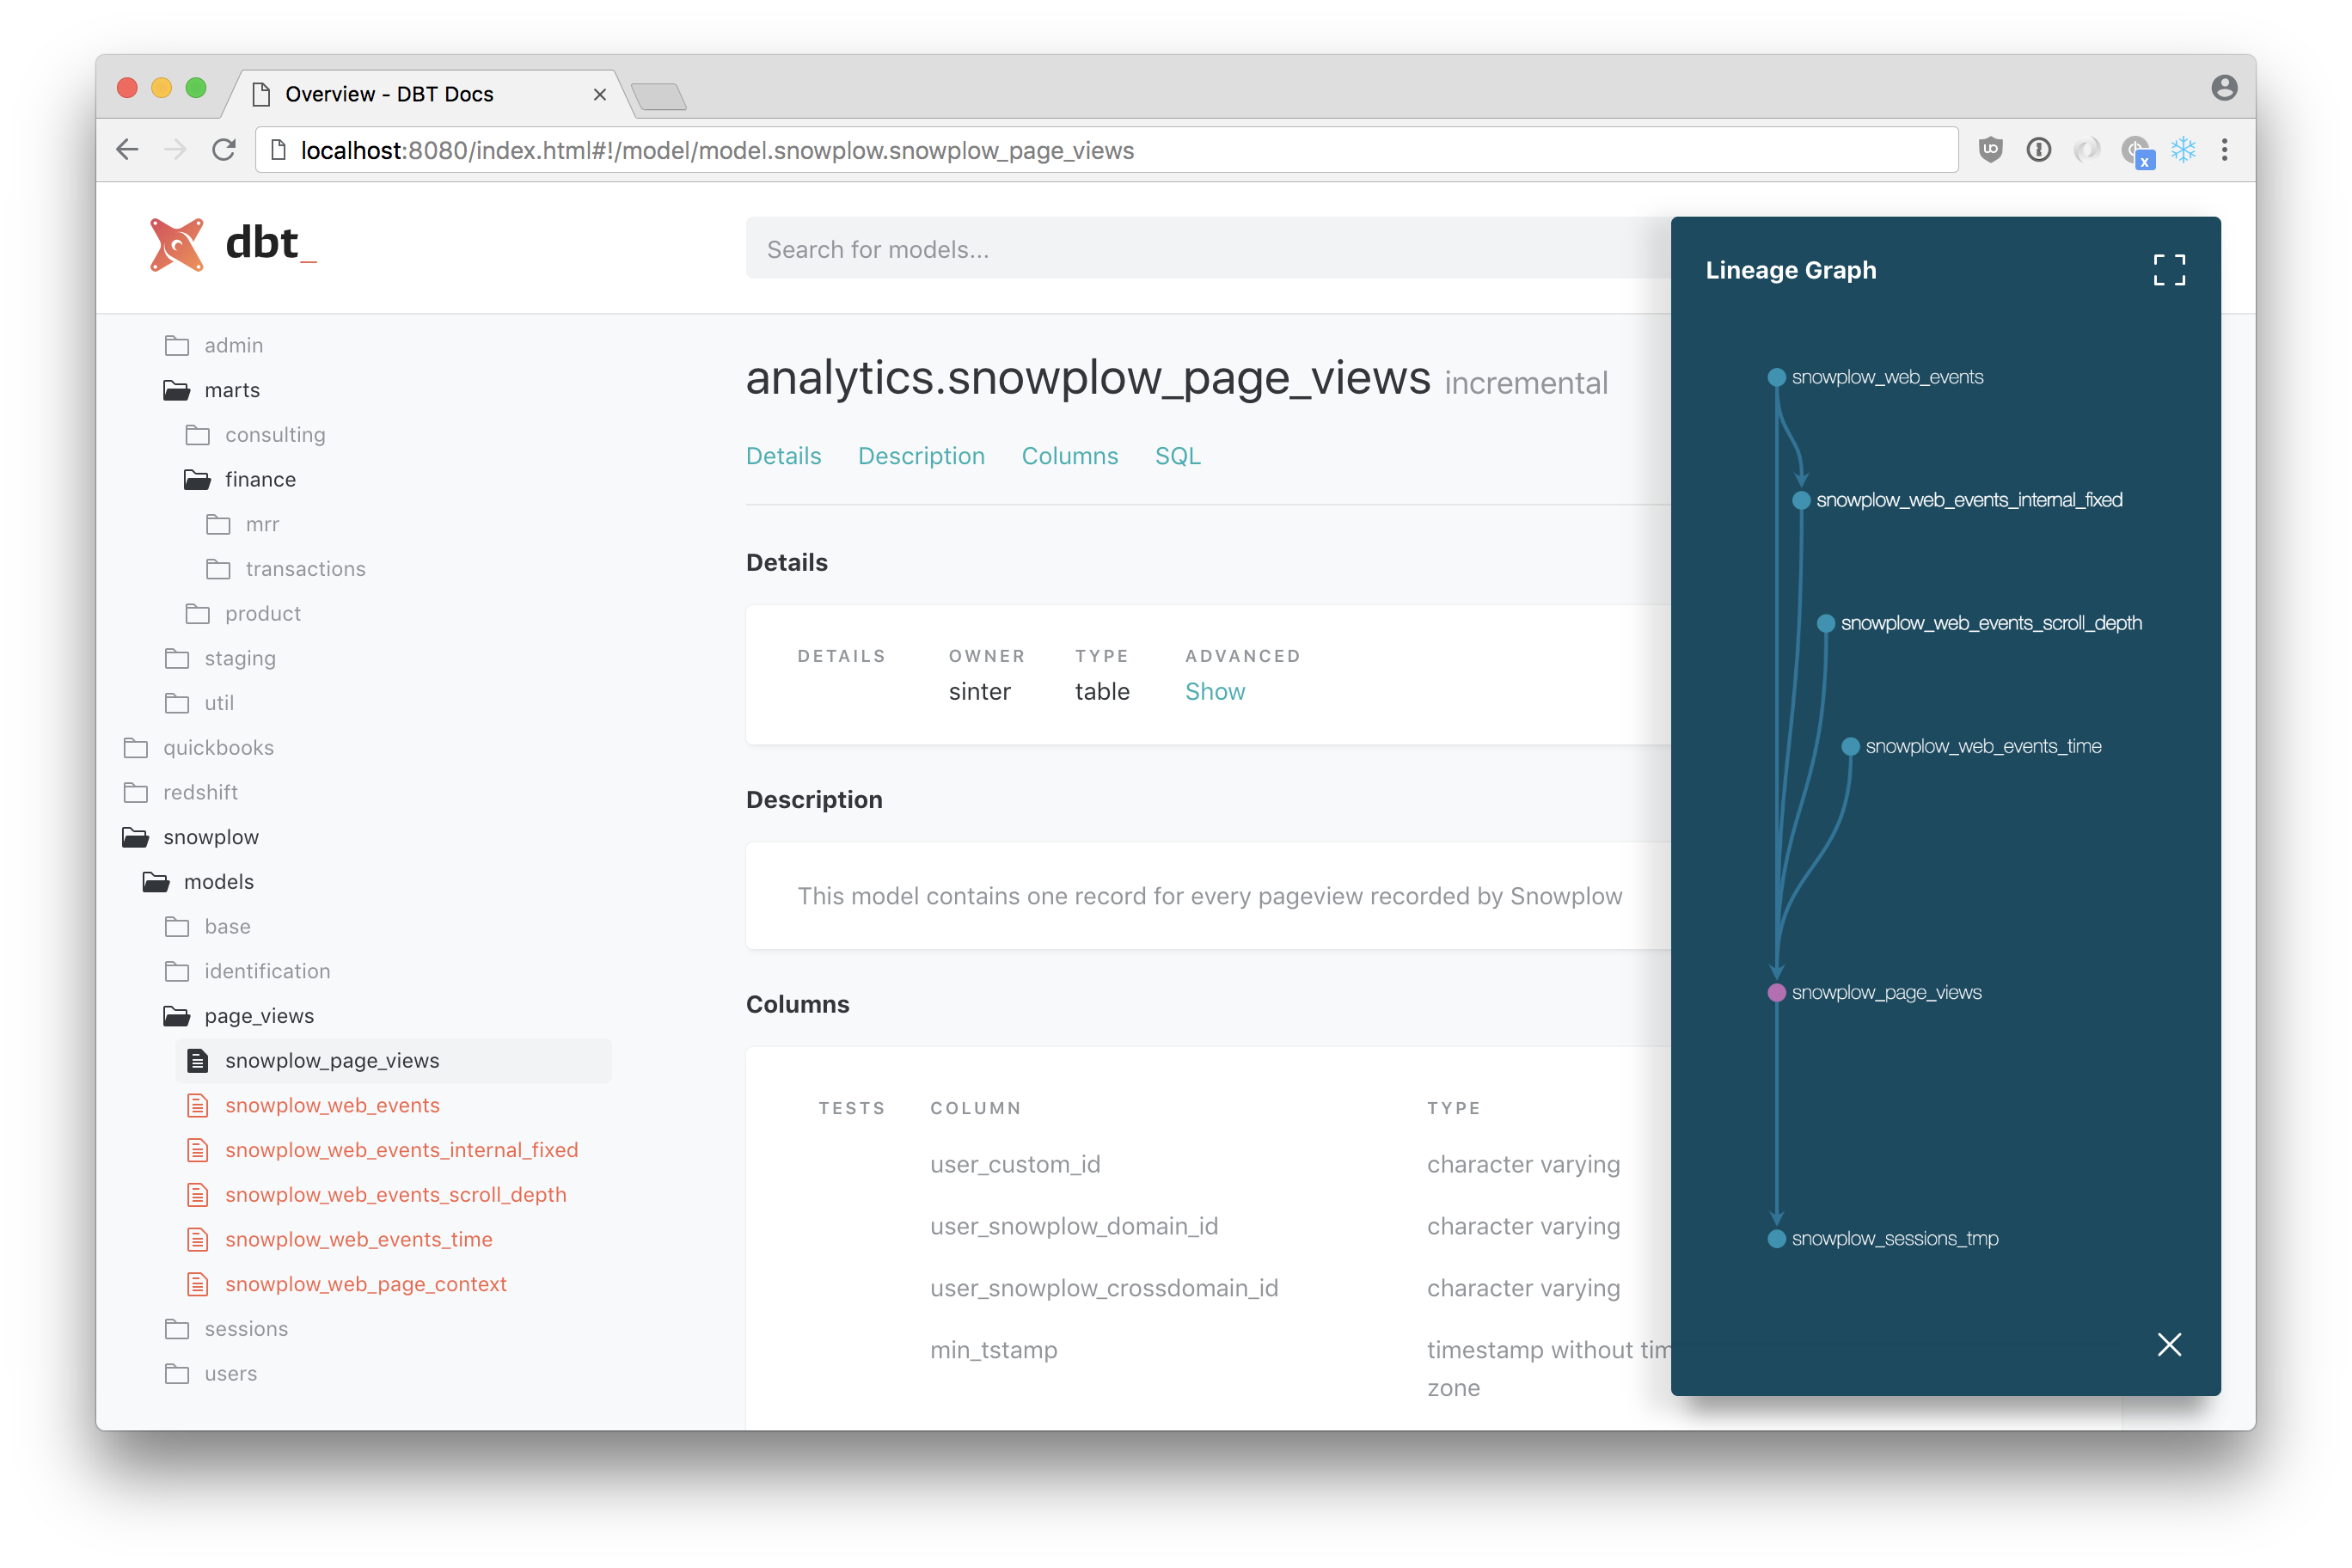 Overview - DBT Docs
localhost:8080/index.html#!/model/model.snowplow.snowplow_page_views
dbt_
Search for models...
admin
marts
consulting
finance
mrr
transactions
product
staging
util
quickbooks
redshift
snowplow
models
base
identification
page_views
snowplow_page_views
snowplow_web_events
snowplow_web_events_internal_fixed
snowplow_web_events_scroll_depth
snowplow_web_events_time
snowplow_web_page_context
sessions
users
analytics.snowplow_page_views incremental
Details Description Columns SQL
Details
DETAILS OWNER TYPE ADVANCED
sinter table Show
Description
This model contains one record for every pageview recorded by Snowplow
Columns
TESTS COLUMN TYPE
user_custom_id character varying
user_snowplow_domain_id character varying
user_snowplow_crossdomain_id character varying
min_tstamp timestamp without tim
zone
Lineage Graph
snowplow_web_events
snowplow_web_events_internal_fixed
snowplow_web_events_scroll_depth
snowplow_web_events_time
snowplow_page_views
snowplow_sessions_tmp